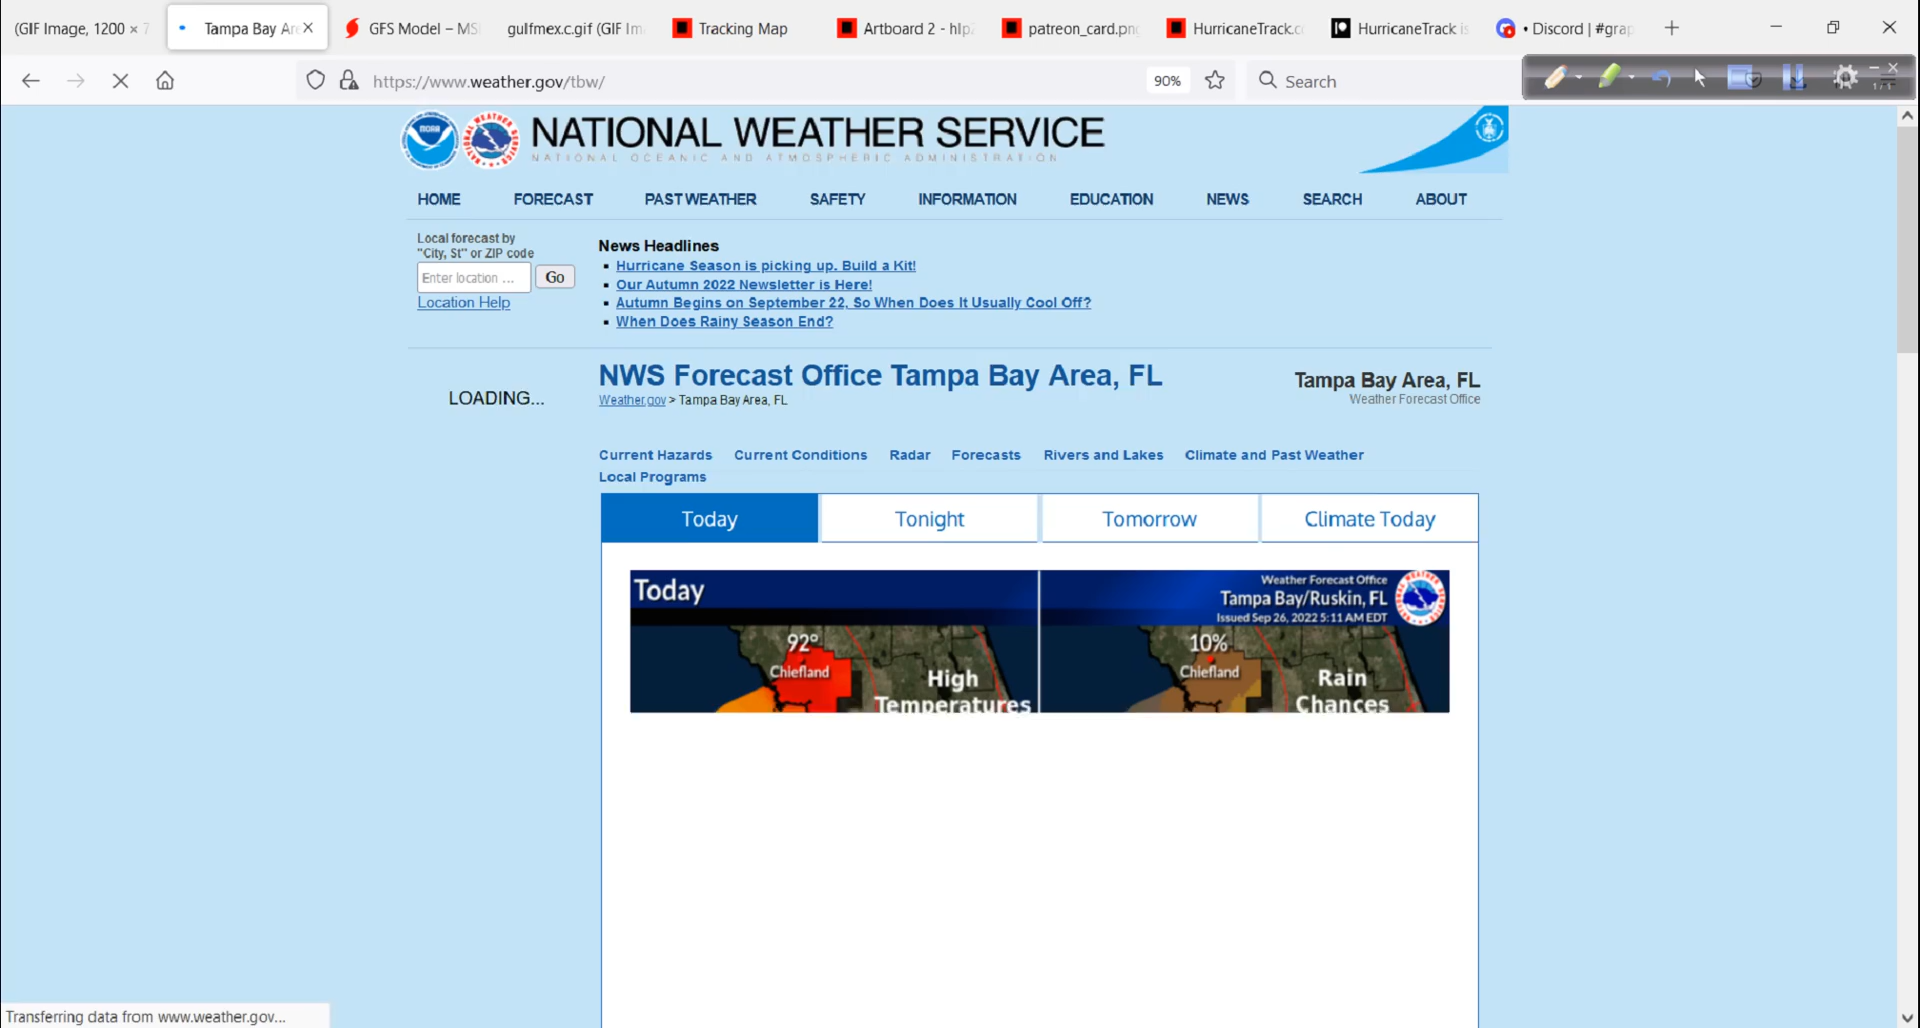 (GIF Image, 1200 × 7
Tampa Bay Ar
GFS Model – MS
gulfmex.c.gif (GIF Im
Tracking Map
Artboard 2 - hlp
patreon_card.pn
HurricaneTrack.c
HurricaneTrack is
• Discord | #grap
https://www.weather.gov/tbw/
90%
Search
1/1
NOAA
NATIONAL WEATHER SERVICE
NATIONAL OCEANIC AND ATMOSPHERIC ADMINISTRATION
HOME FORECAST PAST WEATHER SAFETY INFORMATION EDUCATION NEWS SEARCH ABOUT
Local forecast by
"City, St" or ZIP code
Enter location ...
Go
Location Help
News Headlines
Hurricane Season is picking up. Build a Kit!
Our Autumn 2022 Newsletter is Here!
Autumn Begins on September 22, So When Does It Usually Cool Off?
When Does Rainy Season End?
LOADING...
NWS Forecast Office Tampa Bay Area, FL
Weather.gov > Tampa Bay Area, FL
Tampa Bay Area, FL
Weather Forecast Office
Current Hazards Current Conditions Radar Forecasts Rivers and Lakes Climate and Past Weather
Local Programs
Today Tonight Tomorrow Climate Today
Today
Weather Forecast Office
Tampa Bay/Ruskin, FL
Issued Sep 26, 2022 5:11 AM EDT
92°
Chiefland
High
Temperatures
10%
Chiefland
Rain
Chances
Transferring data from www.weather.gov...